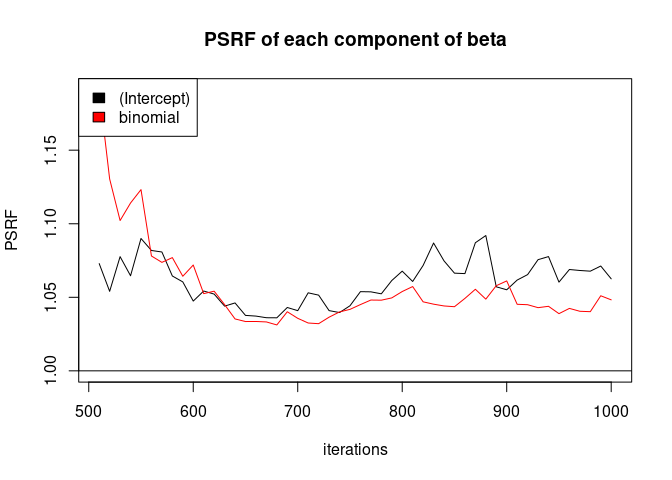 PSRF of each component of beta
(Intercept)
binomial
PSRF
1.15
1.10
1.05
1.00
500 600 700 800 900 1000
iterations